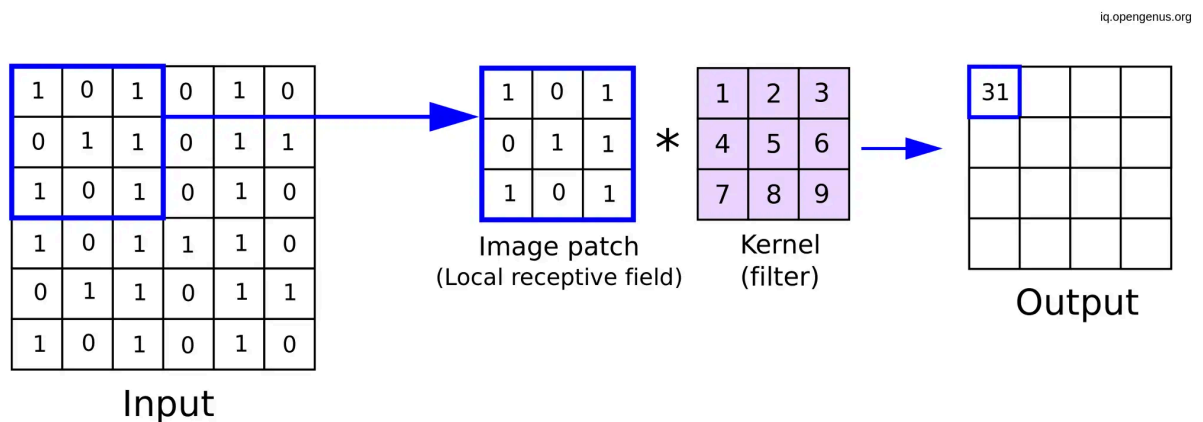 iq.opengenus.org
1 0 1 0 1 0
0 1 1 0 1 1
1 0 1 0 1 0
1 0 1 1 1 0
0 1 1 0 1 1
1 0 1 0 1 0
Input
1 0 1
0 1 1
1 0 1
Image patch
(Local receptive field)
*
1 2 3
4 5 6
7 8 9
Kernel
(filter)
31
Output